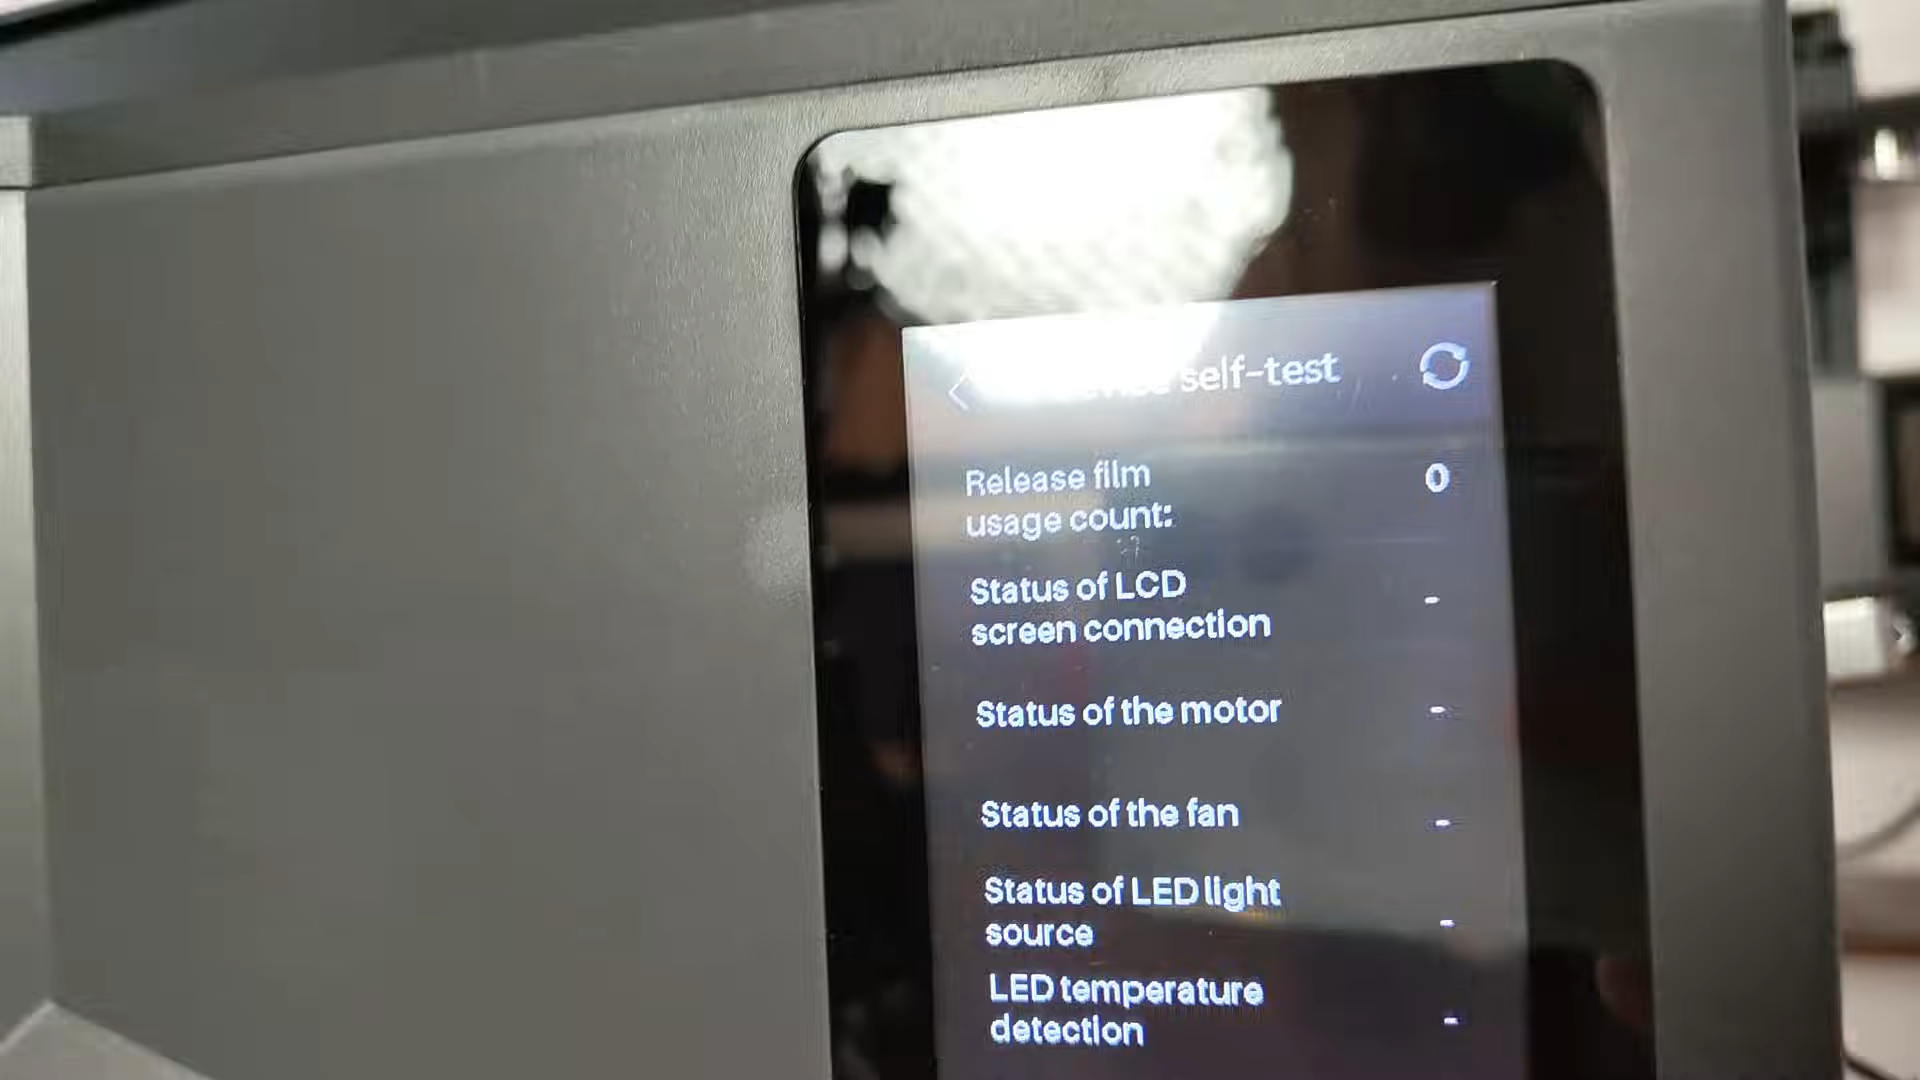 self-test
Release film
usage count:
0
Status of LCD
screen connection
-
Status of the motor
-
Status of the fan
-
Status of LED light
source
-
LED temperature
detection
-